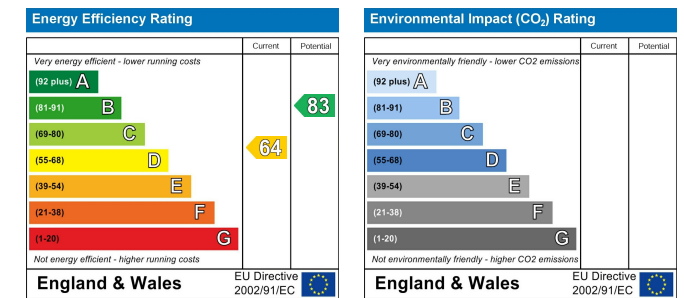 Energy Efficiency Rating
Current Potential
Very energy efficient - lower running costs
(92 plus) A
(81-91) B
83
(69-80) C
64
(55-68) D
(39-54) E
(21-38) F
(1-20) G
Not energy efficient - higher running costs
England & Wales
EU Directive
2002/91/EC
Environmental Impact (CO₂) Rating
Current Potential
Very environmentally friendly - lower CO2 emissions
(92 plus) A
(81-91) B
(69-80) C
(55-68) D
(39-54) E
(21-38) F
(1-20) G
Not environmentally friendly - higher CO2 emissions
England & Wales
EU Directive
2002/91/EC